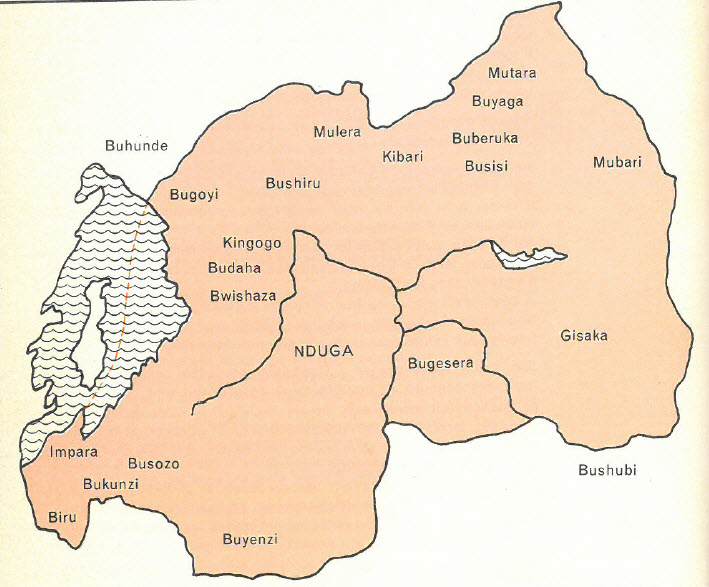 Mutara
Buyaga
Mulera
Buberuka
Buhunde
Kibari
Busisi
Mubari
Bushiru
Bugoyi
Kingogo
Budaha
Bwishaza
Gisaka
NDUGA
Bugesera
Impara
Busozo
Bushubi
Bukunzi
Biru
Buyenzi